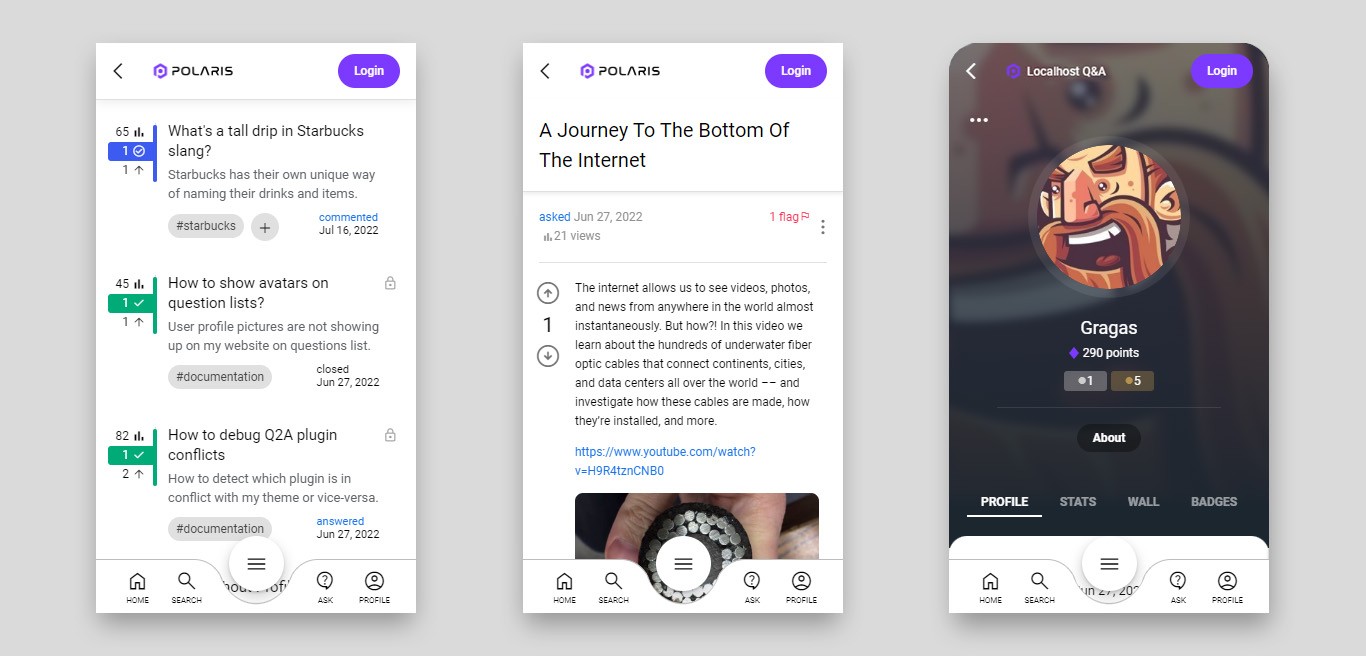 POLARIS
Login
65
1
1
What's a tall drip in Starbucks
slang?
Starbucks has their own unique way
of naming their drinks and items.
#starbucks
+
commented
Jul 16, 2022
45
1
1
How to show avatars on
question lists?
User profile pictures are not showing
up on my website on questions list.
#documentation
closed
Jun 27, 2022
82
1
2
How to debug Q2A plugin
conflicts
How to detect which plugin is in
conflict with my theme or vice-versa.
#documentation
answered
Jun 27, 2022
HOME
SEARCH
ASK
PROFILE
POLARIS
Login
A Journey To The Bottom Of
The Internet
asked Jun 27, 2022
1 flag
21 views
1
The internet allows us to see videos, photos,
and news from anywhere in the world almost
instantaneously. But how?! In this video we
learn about the hundreds of underwater fiber
optic cables that connect continents, cities,
and data centers all over the world –– and
investigate how these cables are made, how
they're installed, and more.
https://www.youtube.com/watch?
v=H9R4tznCNB0
HOME
SEARCH
ASK
PROFILE
Localhost Q&A
Login
Gragas
290 points
1
5
About
PROFILE
STATS
WALL
BADGES
27,
HOME
SEARCH
ASK
PROFILE